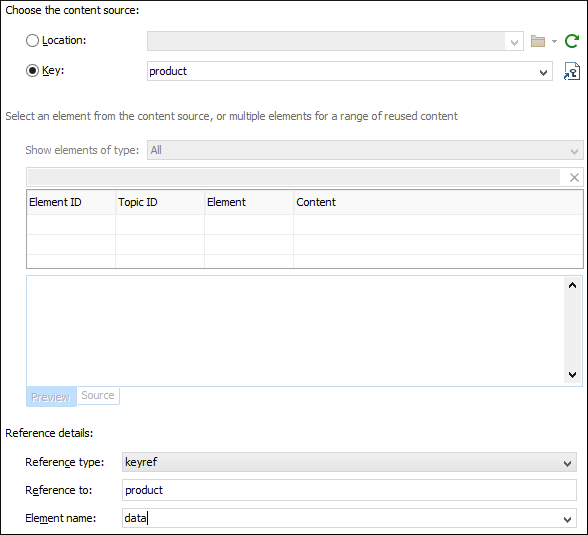 Choose the content source:
Location:
Key: product
Select an element from the content source, or multiple elements for a range of reused content
Show elements of type: All
Element ID Topic ID Element Content
Preview Source
Reference details:
Reference type: keyref
Reference to: product
Element name: data